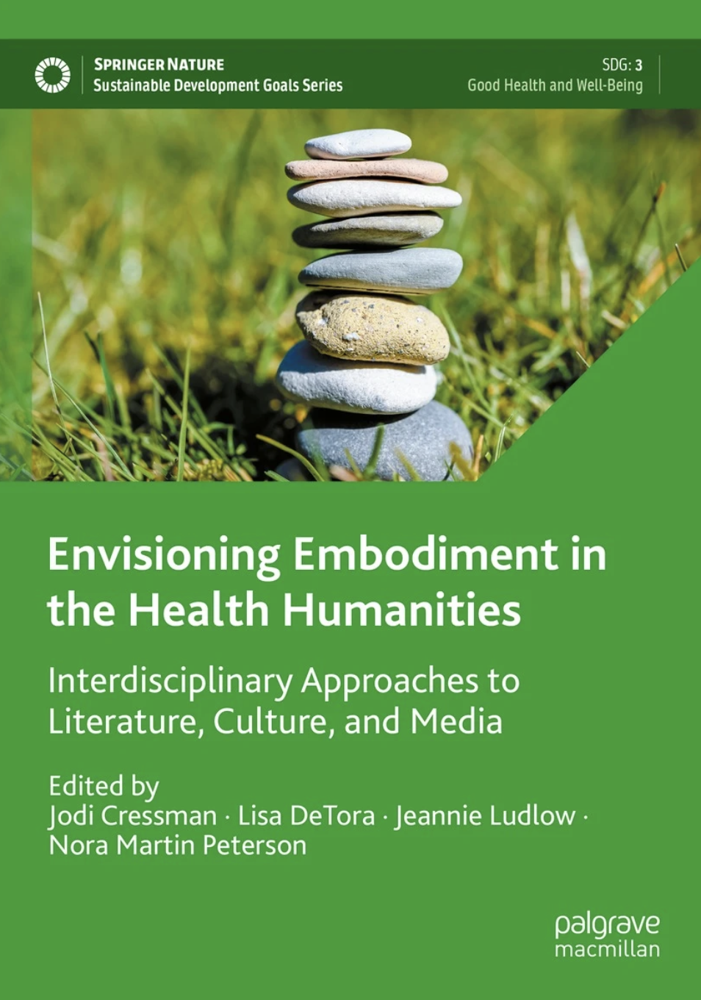 SPRINGER NATURE
Sustainable Development Goals Series
SDG: 3
Good Health and Well-Being
Envisioning Embodiment in
the Health Humanities
Interdisciplinary Approaches to
Literature, Culture, and Media
Edited by
Jodi Cressman · Lisa DeTora · Jeannie Ludlow ·
Nora Martin Peterson
palgrave
macmillan